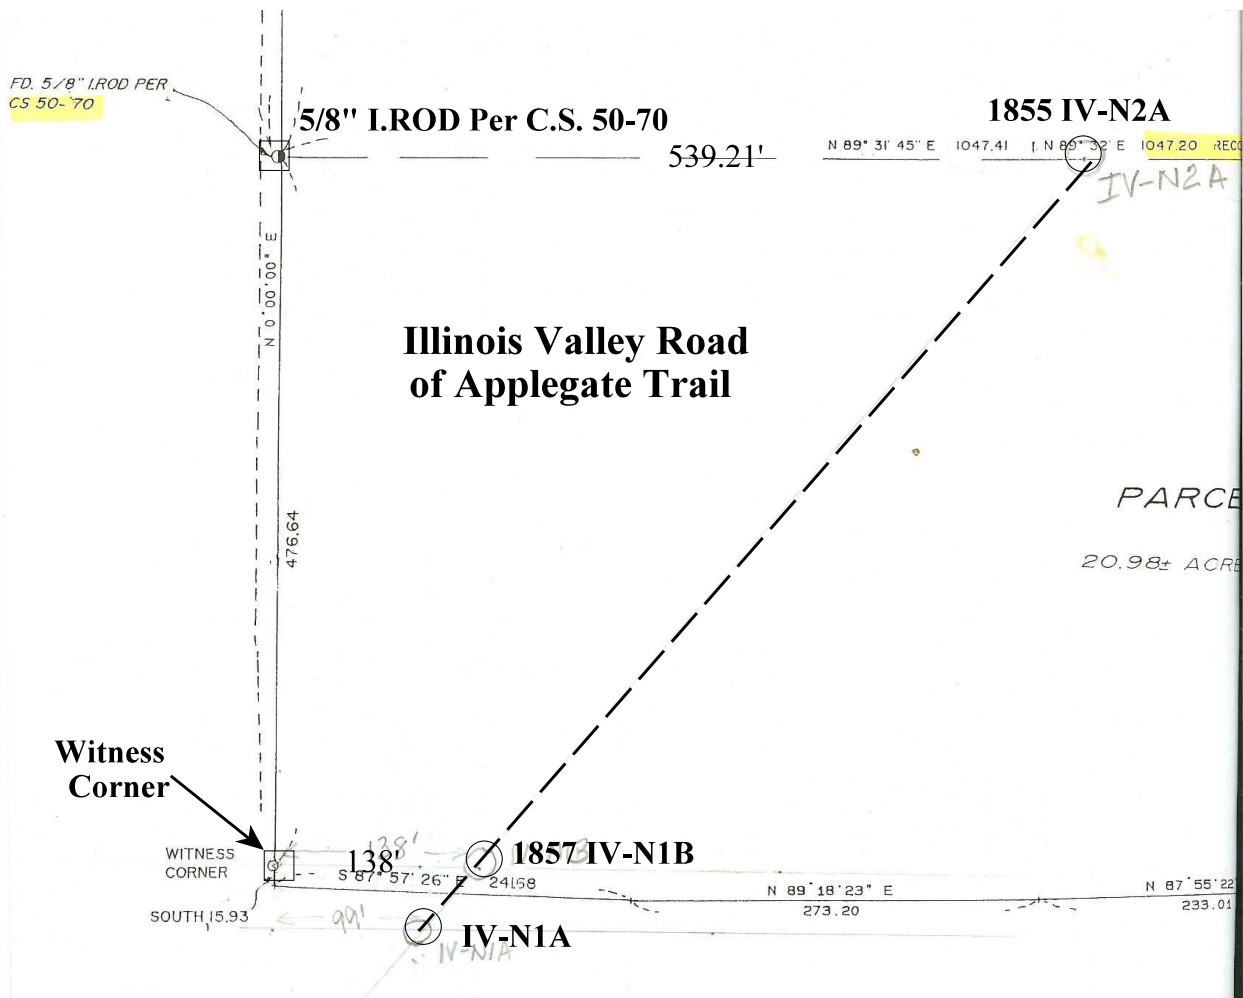 FD. 5/8" I.ROD PER
CS 50-70
5/8" I.ROD Per C.S. 50-70
1855 IV-N2A
539.21'
N 89° 31' 45" E 1047.41
N 89° 32' E 1047.20 RECO
IV-N2A
N 0°00'00" E
Illinois Valley Road
of Applegate Trail
476.64
PARCE
20.98± ACRE
Witness
Corner
WITNESS
CORNER
138'
138'
1857 IV-N1B
S 87° 57' 26" E 241.68
N 89° 18' 23" E
273.20
N 87° 55' 22
233.01
SOUTH 15.93
99'
IV-N1A
IV-N1A